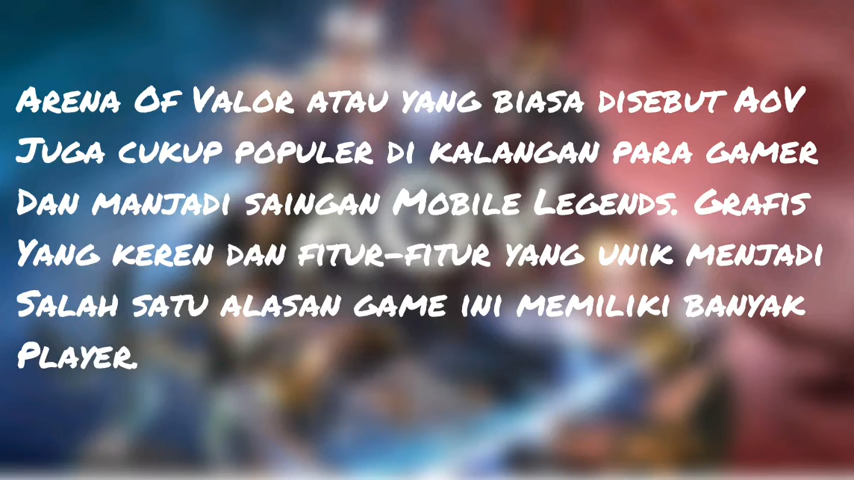 Arena Of Valor atau yang biasa disebut AoV
Juga cukup populer di kalangan para gamer
Dan manjadi saingan Mobile Legends. Grafis
Yang keren dan fitur-fitur yang unik menjadi
Salah satu alasan game ini memiliki banyak
Player.
AOV